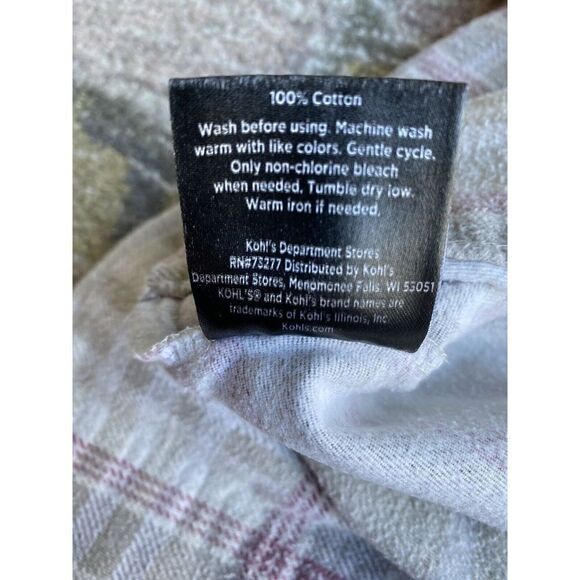 100% Cotton
Wash before using. Machine wash
warm with like colors. Gentle cycle.
Only non-chlorine bleach
when needed. Tumble dry low.
Warm iron if needed.
Kohl's Department Stores
RN#73277 Distributed by Kohl's
Department Stores, Menomonee Falls, WI 53051
KOHL'S® and Kohl's brand names are
trademarks of Kohl's Illinois, Inc.
Kohls.com